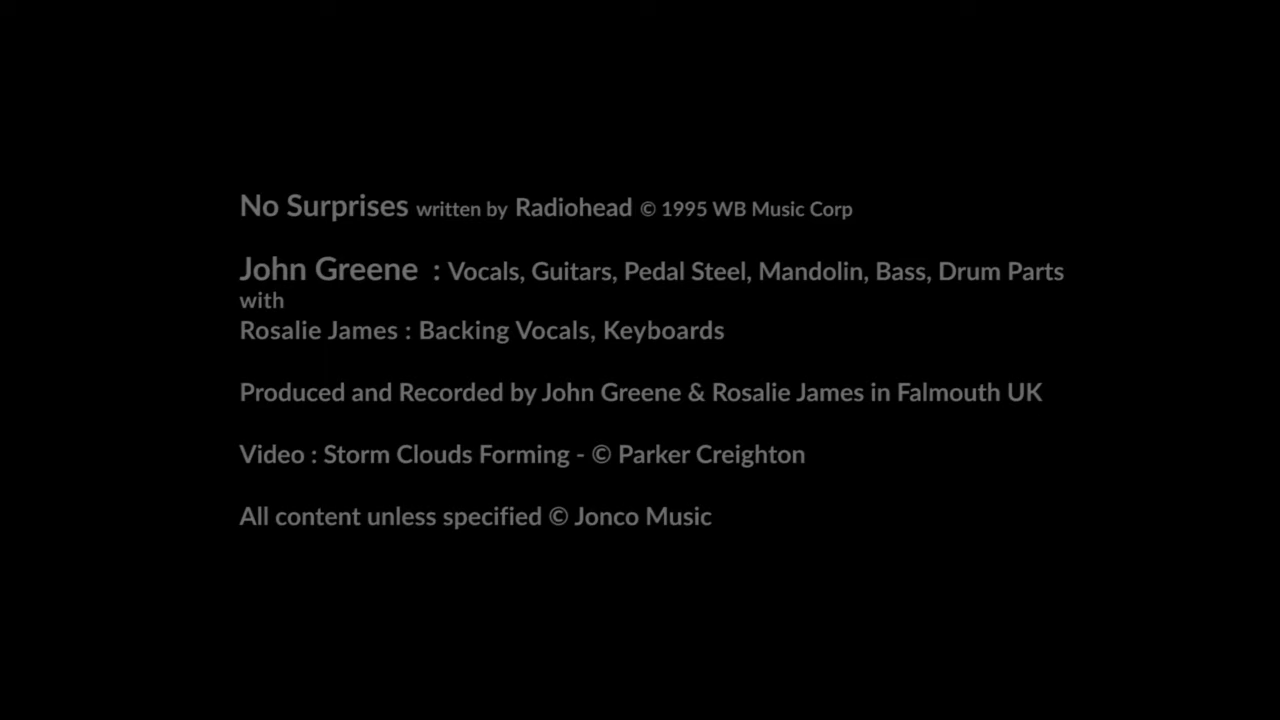 No Surprises written by Radiohead © 1995 WB Music Corp
John Greene : Vocals, Guitars, Pedal Steel, Mandolin, Bass, Drum Parts
with
Rosalie James : Backing Vocals, Keyboards
Produced and Recorded by John Greene & Rosalie James in Falmouth UK
Video : Storm Clouds Forming - © Parker Creighton
All content unless specified © Jonco Music